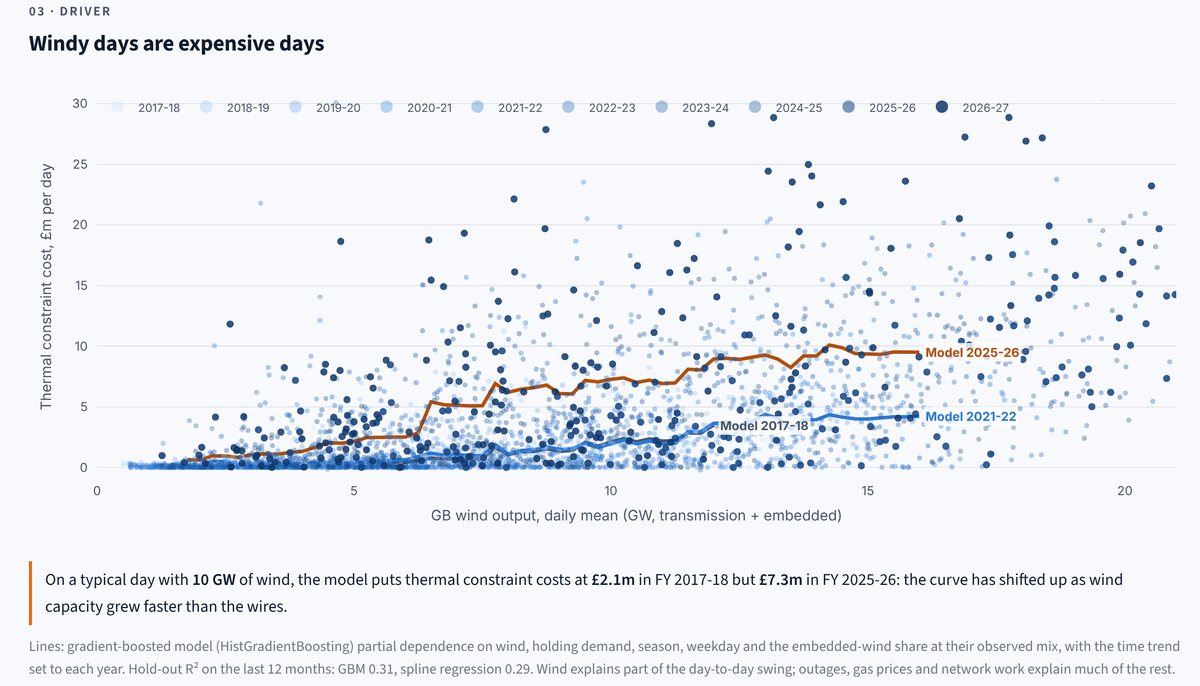 03 · DRIVER
Windy days are expensive days
2017-18 2018-19 2019-20 2020-21 2021-22 2022-23 2023-24 2024-25 2025-26 2026-27
30
25
20
15
10
5
0
Thermal constraint cost, £m per day
Model 2025-26
Model 2021-22
Model 2017-18
0 5 10 15 20
GB wind output, daily mean (GW, transmission + embedded)
On a typical day with 10 GW of wind, the model puts thermal constraint costs at £2.1m in FY 2017-18 but £7.3m in FY 2025-26: the curve has shifted up as wind
capacity grew faster than the wires.
Lines: gradient-boosted model (HistGradientBoosting) partial dependence on wind, holding demand, season, weekday and the embedded-wind share at their observed mix, with the time trend
set to each year. Hold-out R² on the last 12 months: GBM 0.31, spline regression 0.29. Wind explains part of the day-to-day swing; outages, gas prices and network work explain much of the rest.